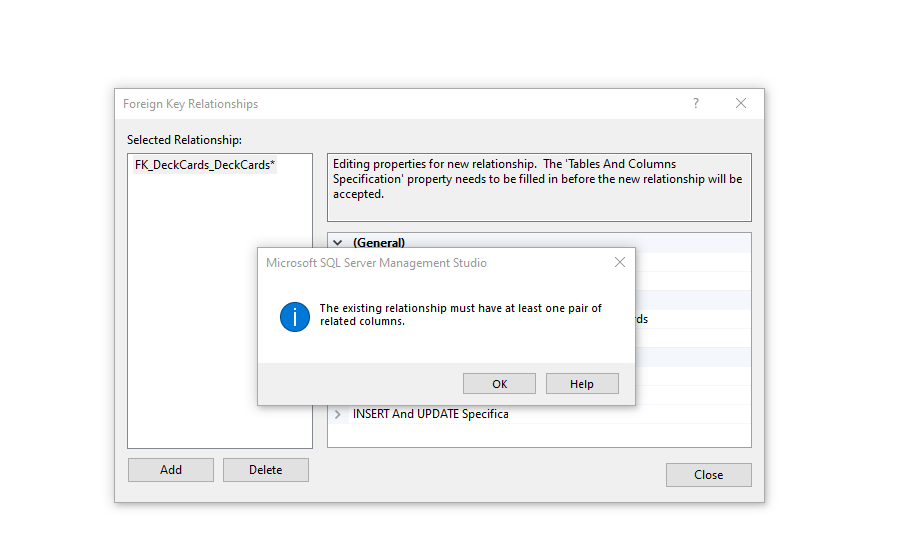 Foreign Key Relationships
?
Selected Relationship:
FK_DeckCards_DeckCards*
Editing properties for new relationship. The 'Tables And Columns
Specification' property needs to be filled in before the new relationship will be
accepted.
(General)
Microsoft SQL Server Management Studio
The existing relationship must have at least one pair of
related columns.
rds
OK
Help
INSERT And UPDATE Specifica
Add
Delete
Close